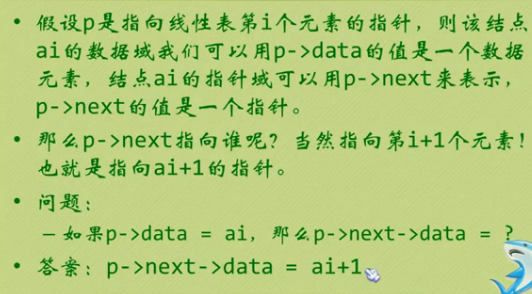 • 假设p是指向线性表第i个元素的指针，则该结点
ai的数据域我们可以用p->data的值是一个数据
元素，结点ai的指针域可以用p->next来表示，
p->next的值是一个指针。
• 那么p->next指向谁呢？当然指向第i+1个元素！
也就是指向ai+1的指针。
• 问题：
–如果p->data = ai，那么p->next->data = ?
• 答案：p->next->data = ai+1